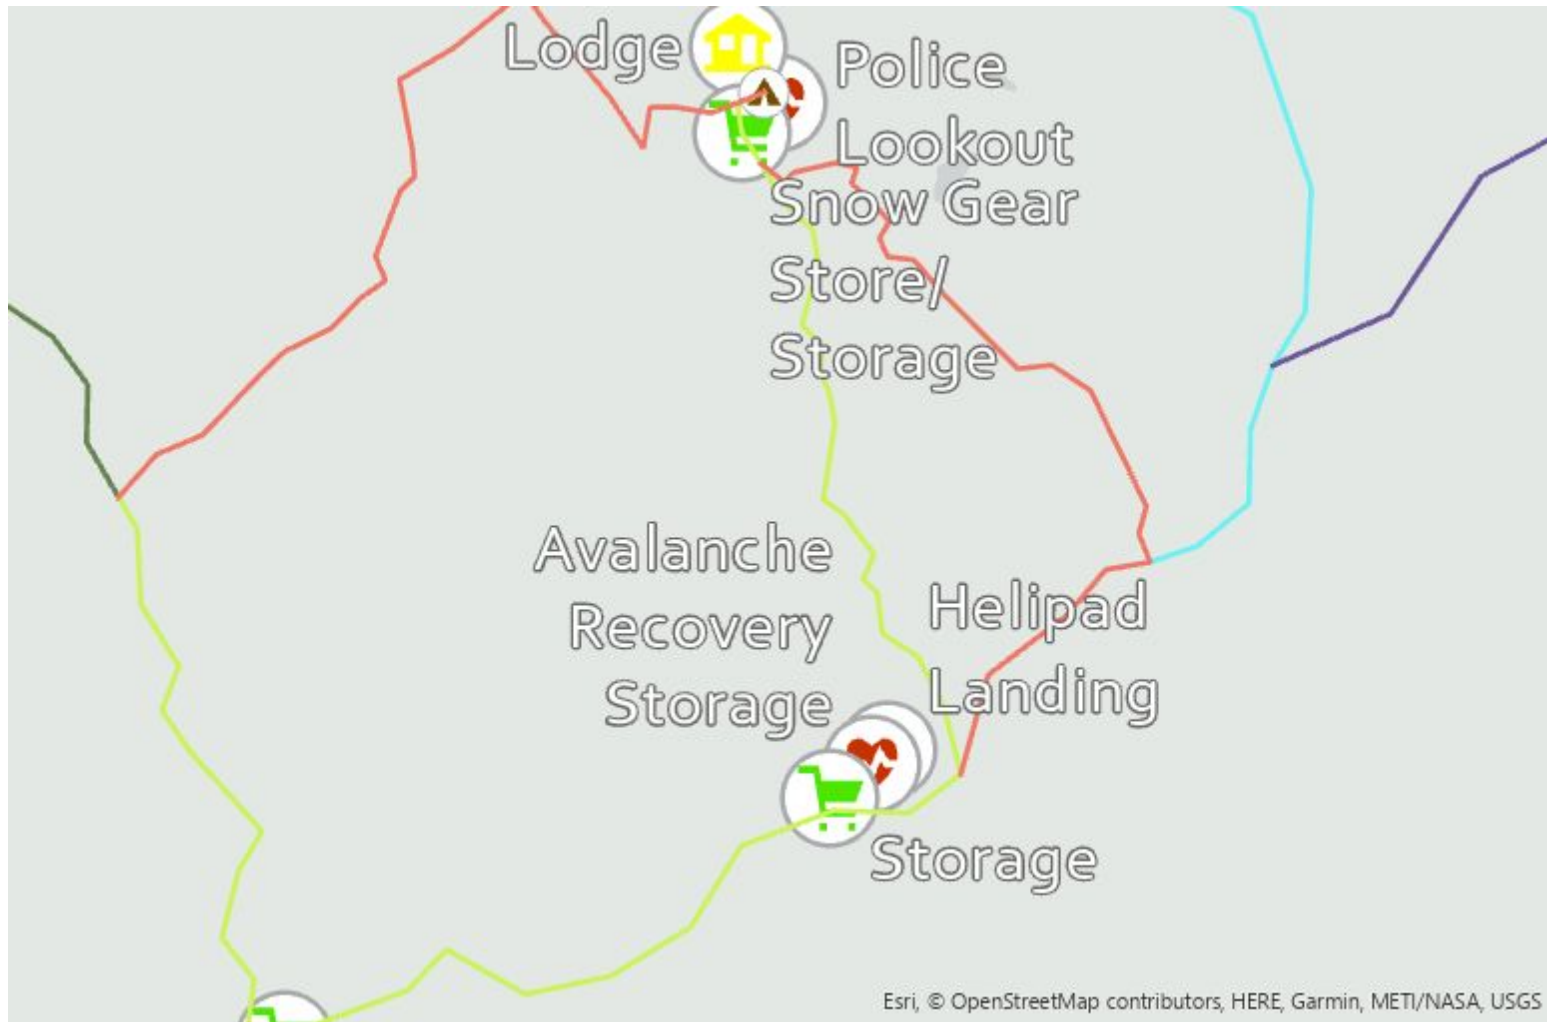 Lodge
Police
Lookout
Snow Gear
Store/
Storage
Avalanche
Recovery
Storage
Helipad
Landing
Storage
Esri, © OpenStreetMap contributors, HERE, Garmin, METI/NASA, USGS